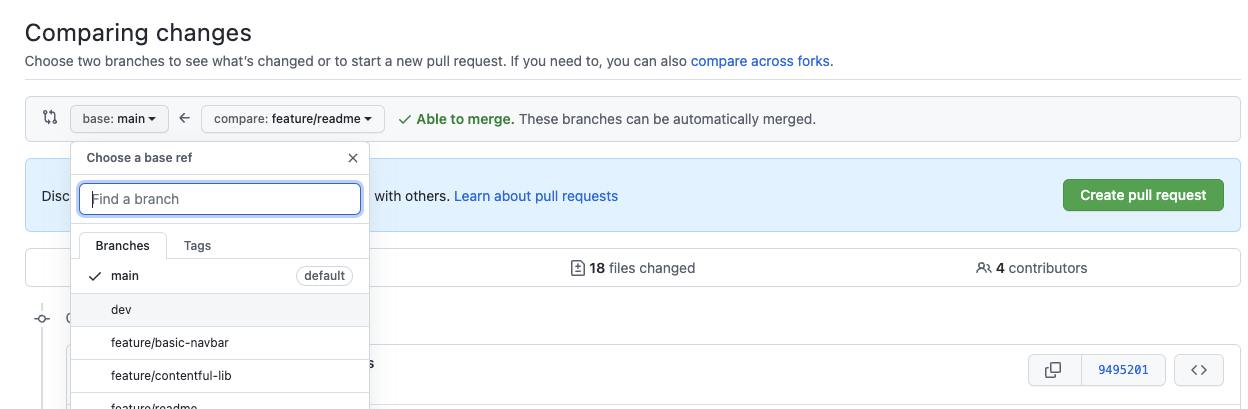 Comparing changes
Choose two branches to see what's changed or to start a new pull request. If you need to, you can also compare across forks.
base: main
compare: feature/readme
Able to merge. These branches can be automatically merged.
Choose a base ref
Find a branch
with others. Learn about pull requests
Create pull request
Branches
Tags
main
default
18 files changed
4 contributors
dev
feature/basic-navbar
feature/contentful-lib
9495201
feature/readme